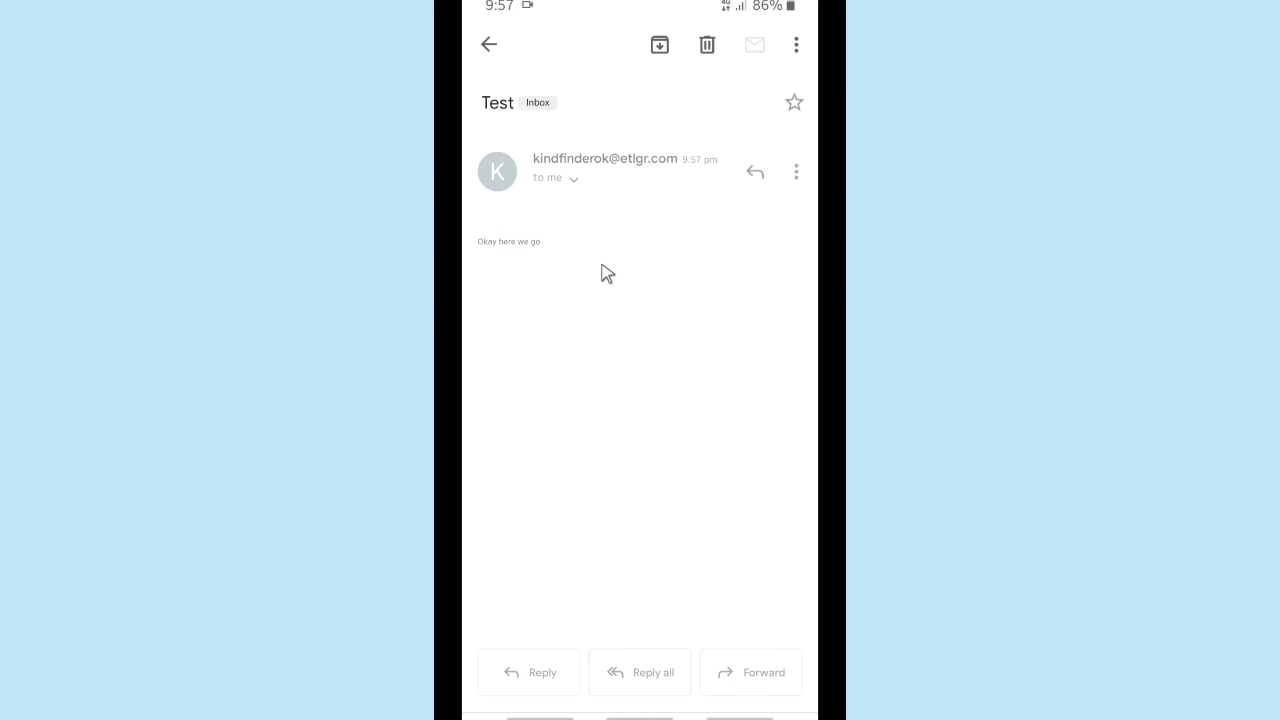 9:57 4G 86%
Test Inbox
K kindfinderok@etlgr.com 9:57 pm
to me
Okay here we go
Reply Reply all Forward